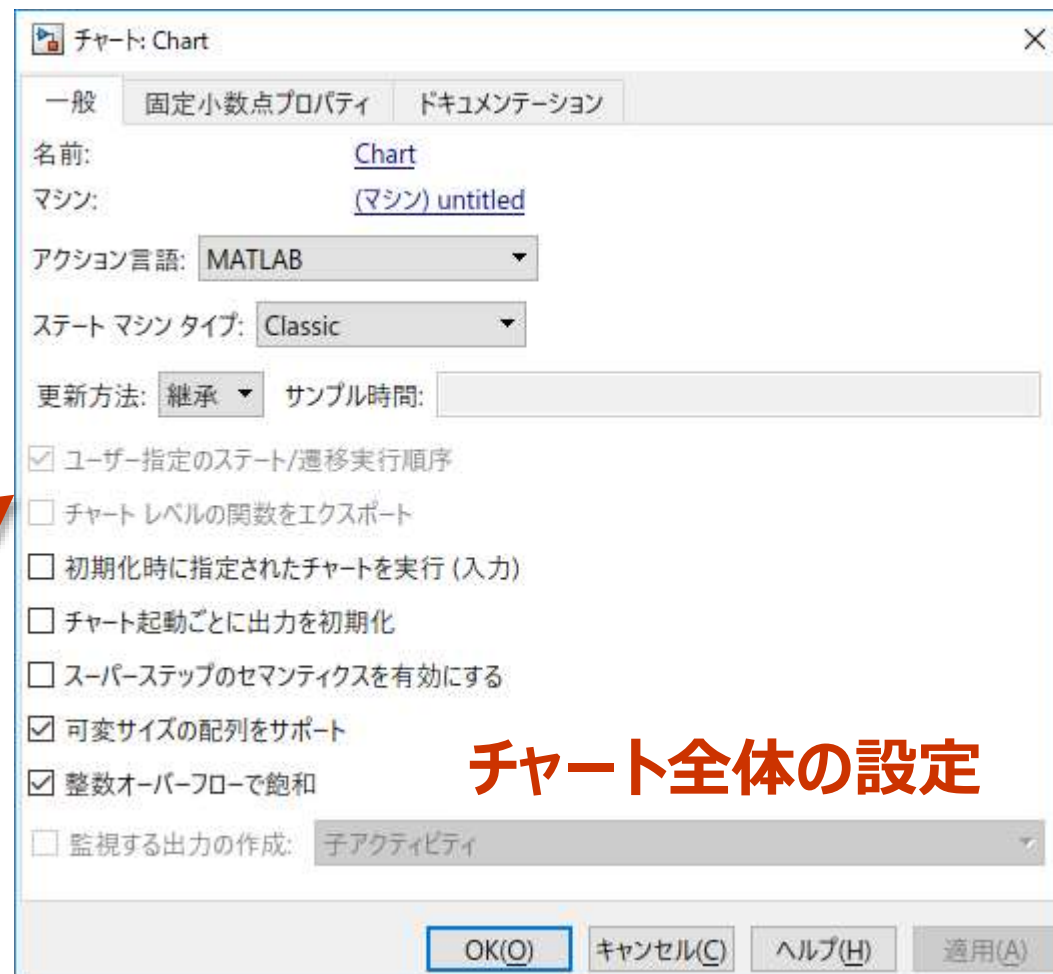 チャート: Chart
一般 固定小数点プロパティ ドキュメンテーション
名前: Chart
マシン: (マシン) untitled
アクション言語: MATLAB
ステート マシン タイプ: Classic
更新方法: 継承 サンプル時間:
ユーザー指定のステート/遷移実行順序
チャート レベルの関数をエクスポート
初期化時に指定されたチャートを実行 (入力)
チャート起動ごとに出力を初期化
スーパーステップのセマンティクスを有効にする
可変サイズの配列をサポート
チャート全体の設定
整数オーバーフローで飽和
監視する出力の作成: 子アクティビティ
OK(O) キャンセル(C) ヘルプ(H) 適用(A)